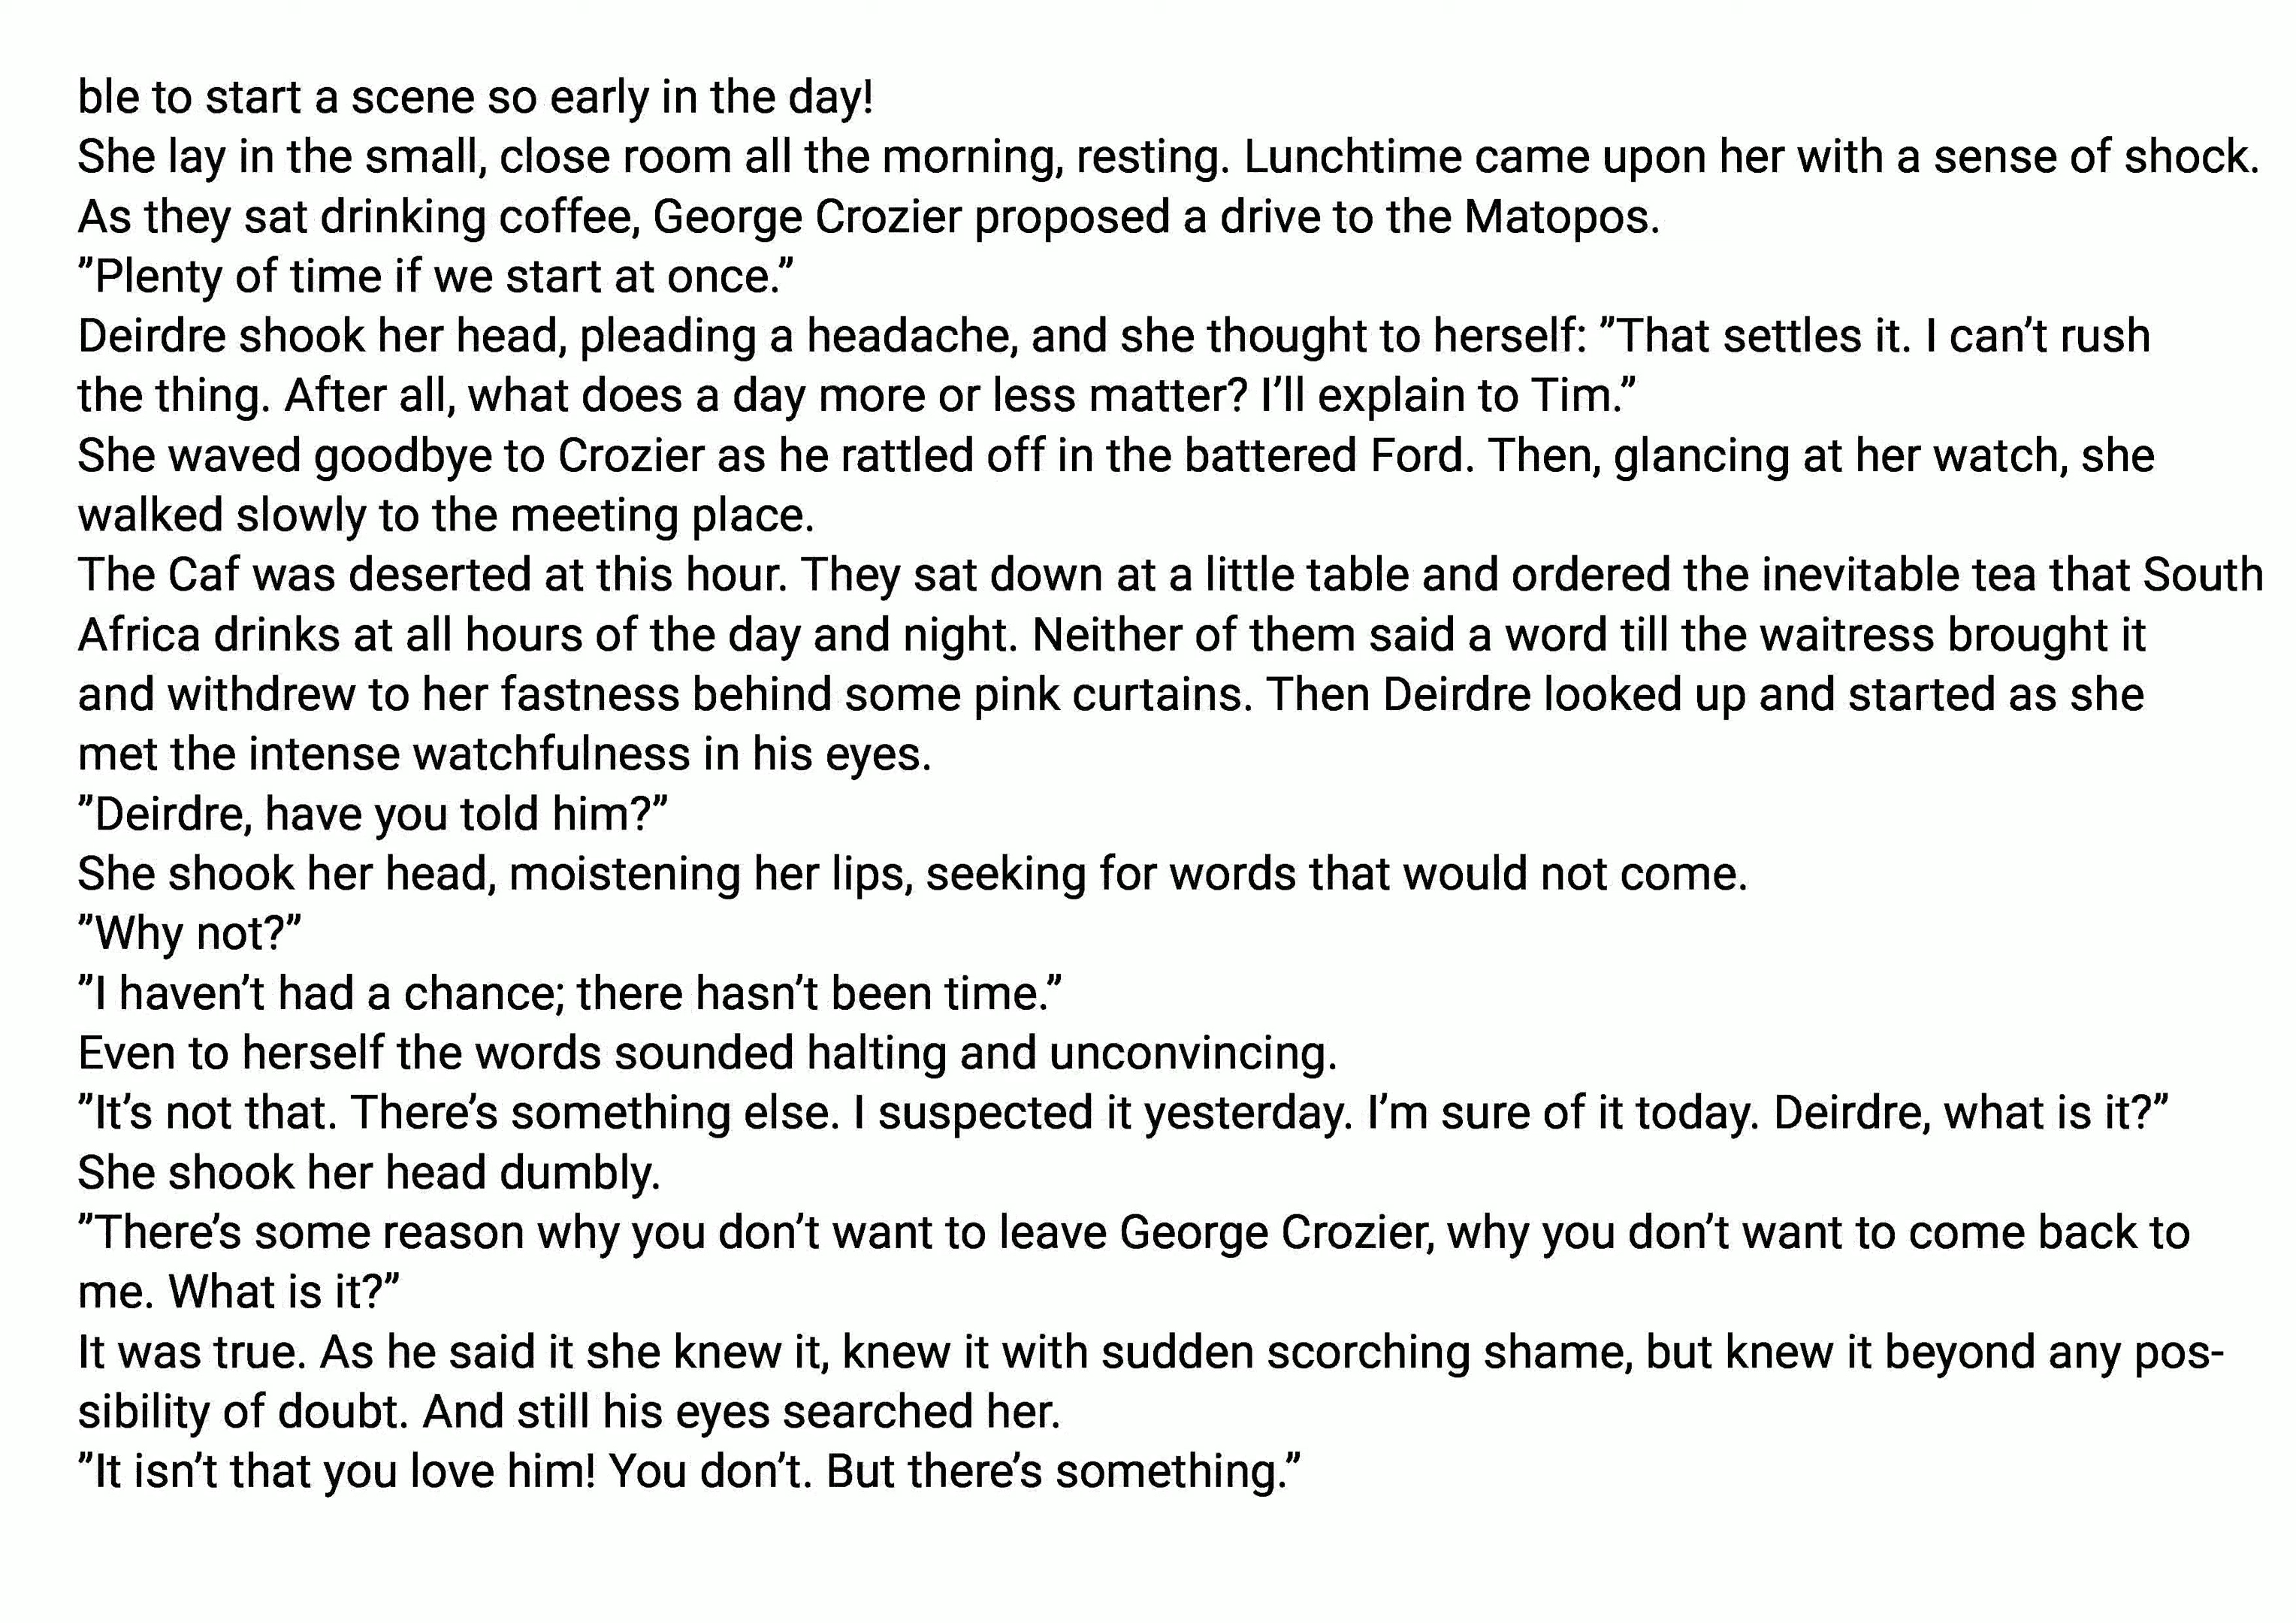 ble to start a scene so early in the day!
She lay in the small, close room all the morning, resting. Lunchtime came upon her with a sense of shock.
As they sat drinking coffee, George Crozier proposed a drive to the Matopos.
”Plenty of time if we start at once.”
Deirdre shook her head, pleading a headache, and she thought to herself: ”That settles it. I can’t rush
the thing. After all, what does a day more or less matter? I’ll explain to Tim.”
She waved goodbye to Crozier as he rattled off in the battered Ford. Then, glancing at her watch, she
walked slowly to the meeting place.
The Caf was deserted at this hour. They sat down at a little table and ordered the inevitable tea that South
Africa drinks at all hours of the day and night. Neither of them said a word till the waitress brought it
and withdrew to her fastness behind some pink curtains. Then Deirdre looked up and started as she
met the intense watchfulness in his eyes.
”Deirdre, have you told him?”
She shook her head, moistening her lips, seeking for words that would not come.
”Why not?”
”I haven’t had a chance; there hasn’t been time.”
Even to herself the words sounded halting and unconvincing.
”It’s not that. There’s something else. I suspected it yesterday. I’m sure of it today. Deirdre, what is it?”
She shook her head dumbly.
”There’s some reason why you don’t want to leave George Crozier, why you don’t want to come back to
me. What is it?”
It was true. As he said it she knew it, knew it with sudden scorching shame, but knew it beyond any pos-
sibility of doubt. And still his eyes searched her.
”It isn’t that you love him! You don’t. But there’s something.”